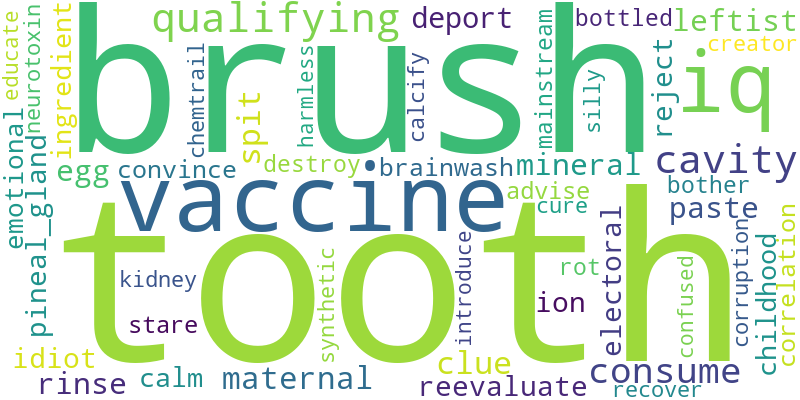 brush
tooth
vaccine
iq
qualifying
deport
bottled
leftist
creator
educate
neurotoxin
ingredient
chemtrail
spit
harmless
calcify
mainstream
silly
reject
emotional
pineal_gland
egg
convince
destroy
brainwash
mineral
cavity
advise
bother
cure
paste
kidney
stare
synthetic
introduce
rot
ion
electoral
confused
corruption
childhood
correlation
idiot
rinse
calm
maternal
clue
reevaluate
consume
recover